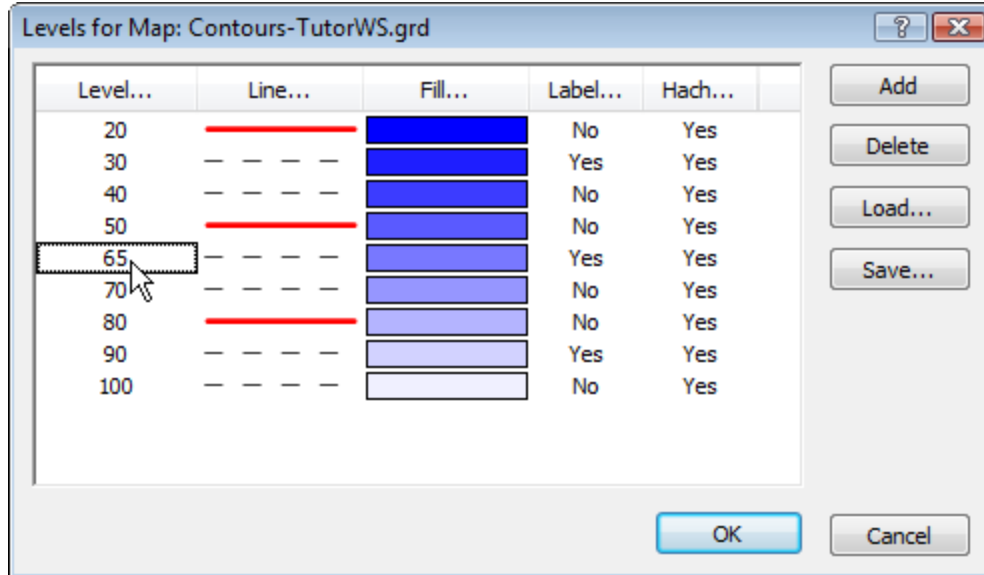 Levels for Map: Contours-TutorWS.grd ?
Level... Line... Fill... Label... Hach... Add
20 No Yes
30 Yes Yes Delete
40 No Yes
50 No Yes Load...
65 Yes Yes
70 No Yes Save...
80 No Yes
90 Yes Yes
100 No Yes
OK Cancel